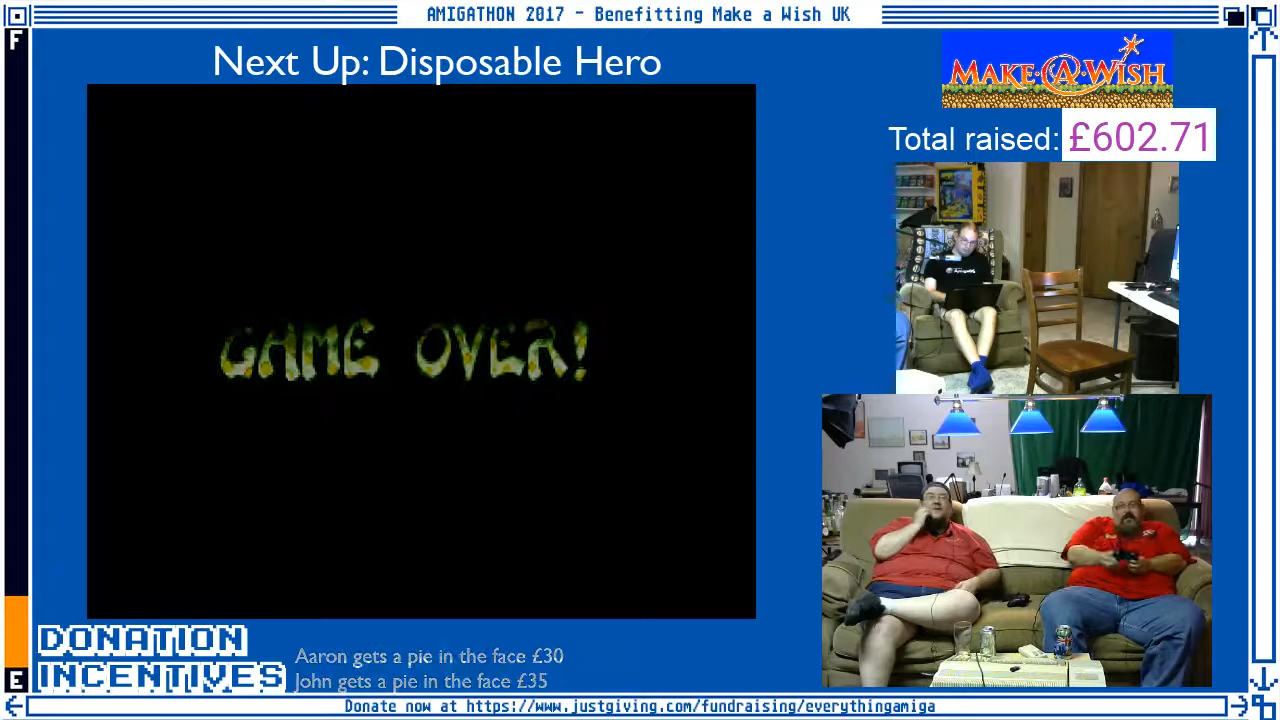 AMIGATHON 2017 - Benefitting Make a Wish UK
F
Next Up: Disposable Hero
MAKE-A-WISH
Total raised: £602.71
GAME OVER!
DONATION
INCENTIVES
Aaron gets a pie in the face £30
John gets a pie in the face £35
E
Donate now at https://www.justgiving.com/fundraising/everythingamiga